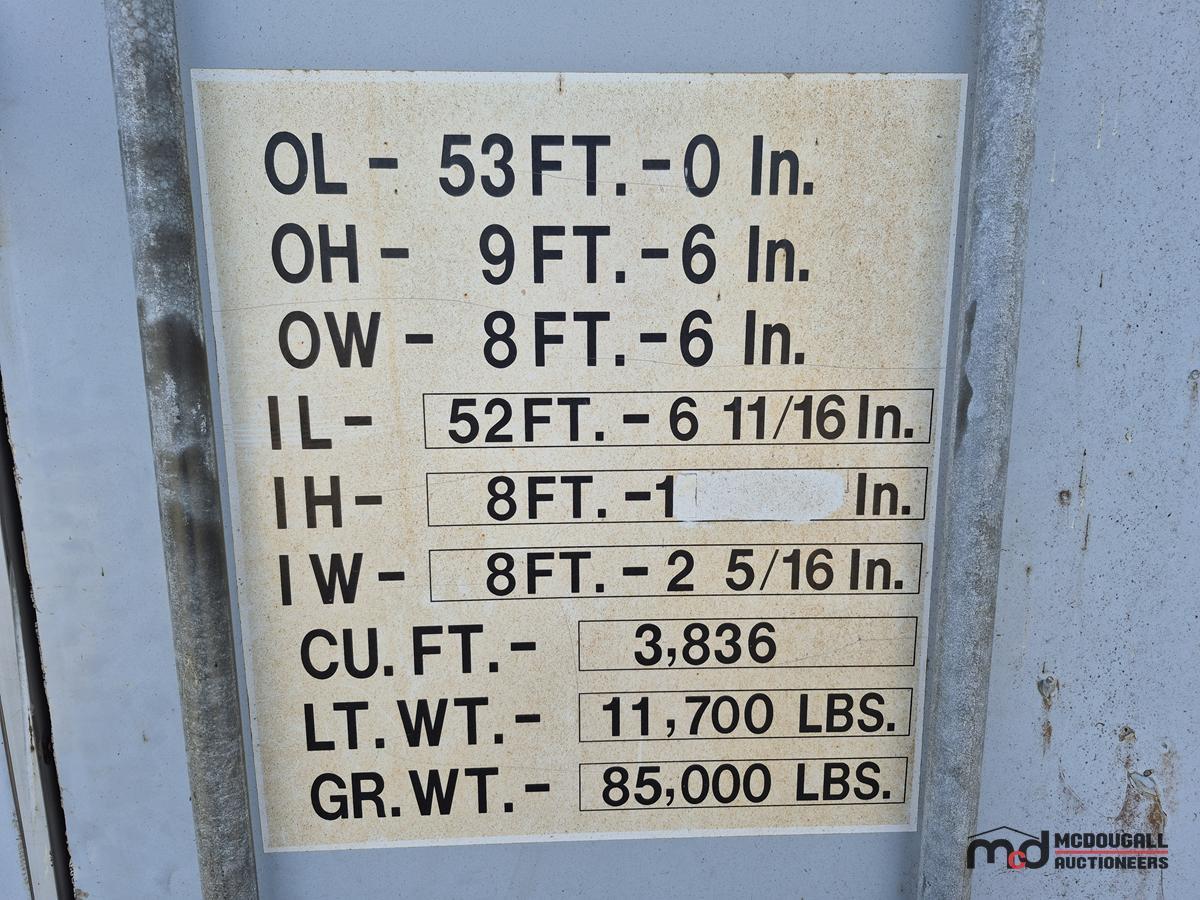 OL - 53 FT. - 0 In.
OH - 9 FT. - 6 In.
OW - 8 FT. - 6 In.
IL - 52 FT. - 6 11/16 In.
IH - 8 FT. - 1 In.
IW - 8 FT. - 2 5/16 In.
CU. FT. - 3,836
LT. WT. - 11,700 LBS.
GR. WT. - 85,000 LBS.
mcd MCDOUGALL
AUCTIONEERS